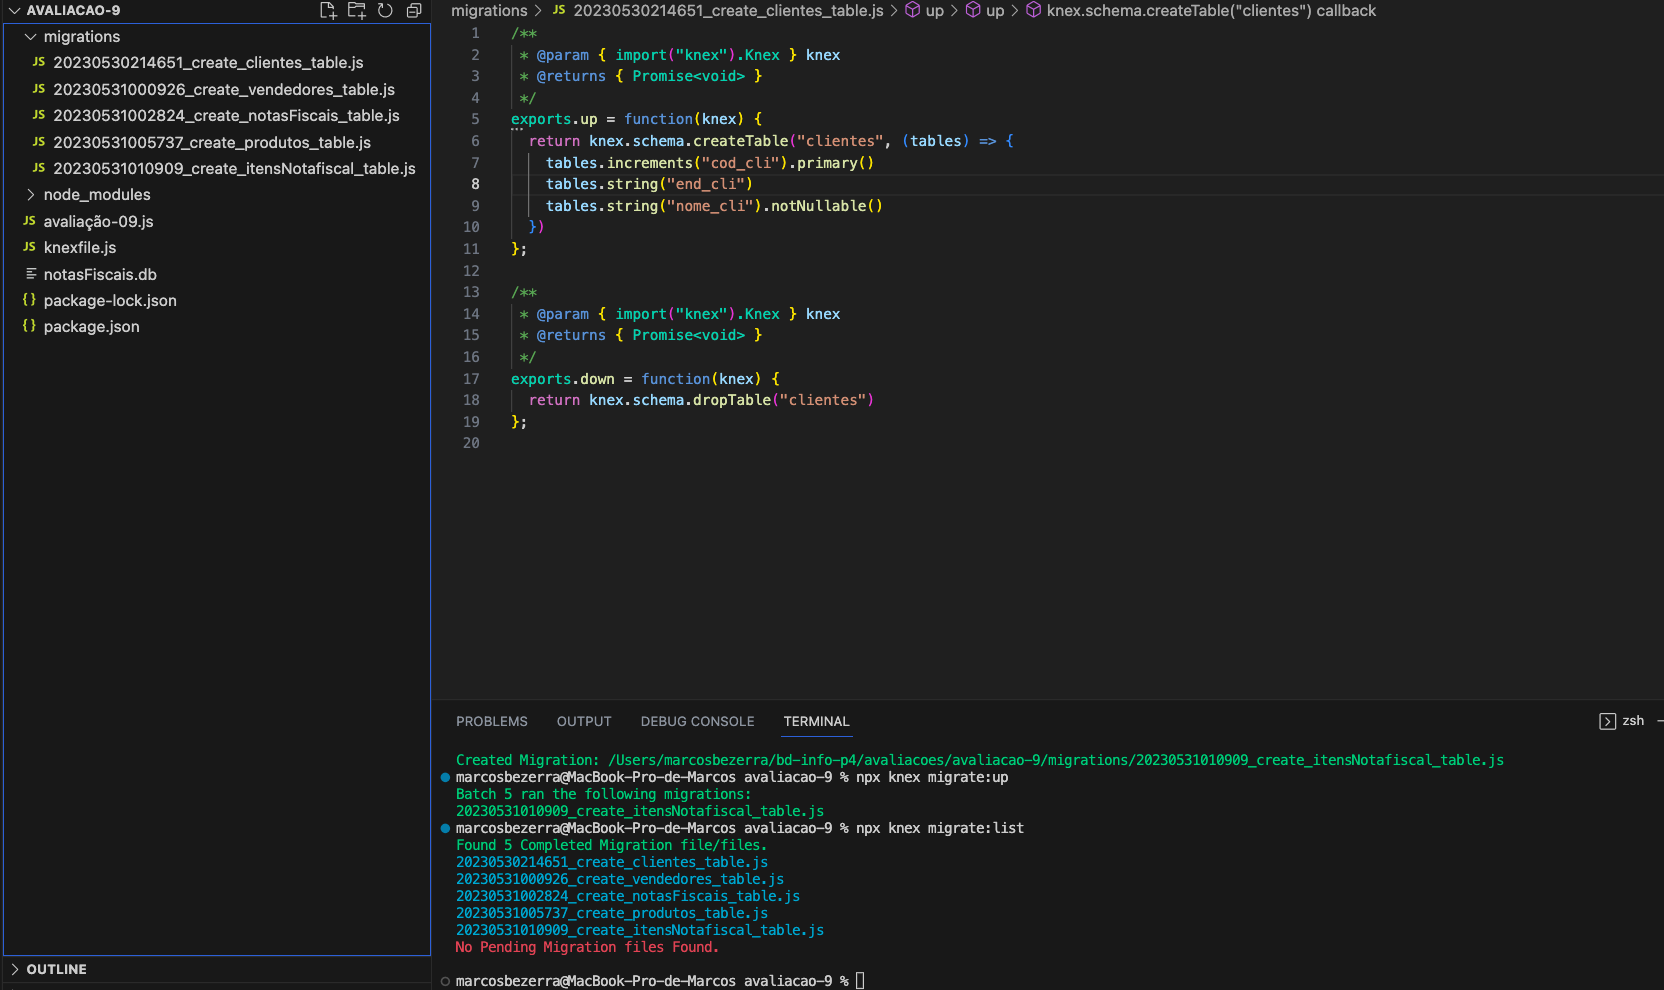 AVALIACAO-9
migrations
JS 20230530214651_create_clientes_table.js
JS 20230531000926_create_vendedores_table.js
JS 20230531002824_create_notasFiscais_table.js
JS 20230531005737_create_produtos_table.js
JS 20230531010909_create_itensNotafiscal_table.js
node_modules
JS avaliação-09.js
JS knexfile.js
notasFiscais.db
{} package-lock.json
{} package.json
OUTLINE
migrations > JS 20230530214651_create_clientes_table.js > up > up > knex.schema.createTable("clientes") callback
1 /**
2 * @param { import("knex").Knex } knex
3 * @returns { Promise<void> }
4 */
5 exports.up = function(knex) {
6 return knex.schema.createTable("clientes", (tables) => {
7 tables.increments("cod_cli").primary()
8 tables.string("end_cli")
9 tables.string("nome_cli").notNullable()
10 })
11 };
12
13 /**
14 * @param { import("knex").Knex } knex
15 * @returns { Promise<void> }
16 */
17 exports.down = function(knex) {
18 return knex.schema.dropTable("clientes")
19 };
20
PROBLEMS OUTPUT DEBUG CONSOLE TERMINAL zsh
Created Migration: /Users/marcosbezerra/bd-info-p4/avaliacoes/avaliacao-9/migrations/20230531010909_create_itensNotafiscal_table.js
marcosbezerra@MacBook-Pro-de-Marcos avaliacao-9 % npx knex migrate:up
Batch 5 ran the following migrations:
20230531010909_create_itensNotafiscal_table.js
marcosbezerra@MacBook-Pro-de-Marcos avaliacao-9 % npx knex migrate:list
Found 5 Completed Migration file/files.
20230530214651_create_clientes_table.js
20230531000926_create_vendedores_table.js
20230531002824_create_notasFiscais_table.js
20230531005737_create_produtos_table.js
20230531010909_create_itensNotafiscal_table.js
No Pending Migration files Found.
marcosbezerra@MacBook-Pro-de-Marcos avaliacao-9 %